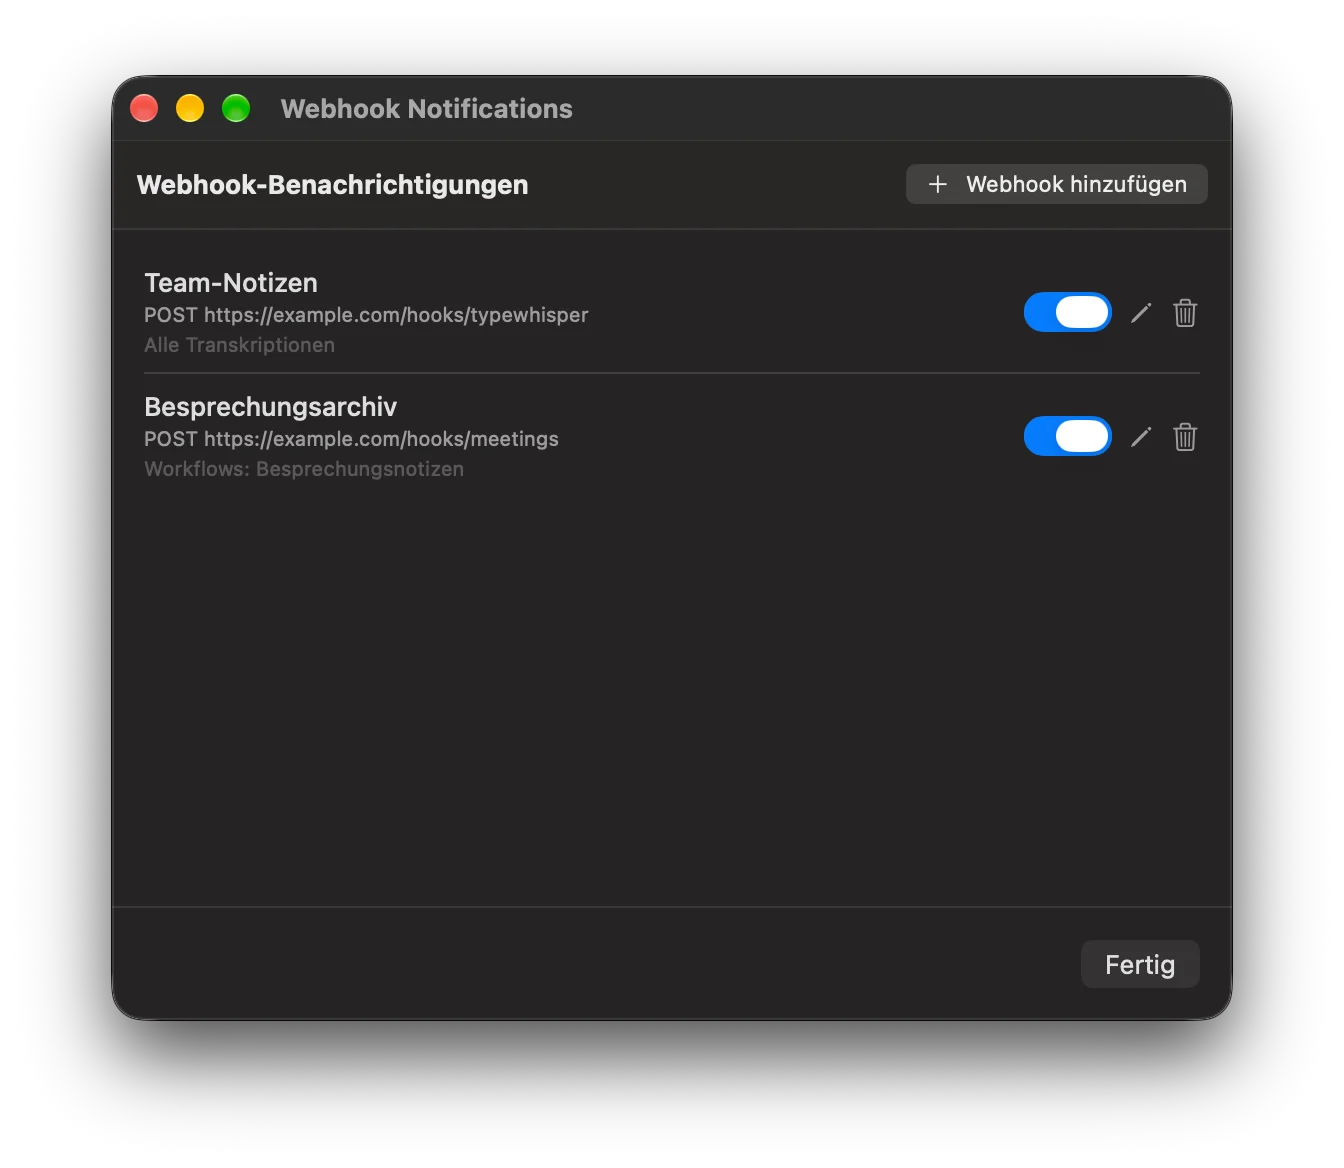 Webhook Notifications
Webhook-Benachrichtigungen
+ Webhook hinzufügen
Team-Notizen
POST https://example.com/hooks/typewhisper
Alle Transkriptionen
Besprechungsarchiv
POST https://example.com/hooks/meetings
Workflows: Besprechungsnotizen
Fertig